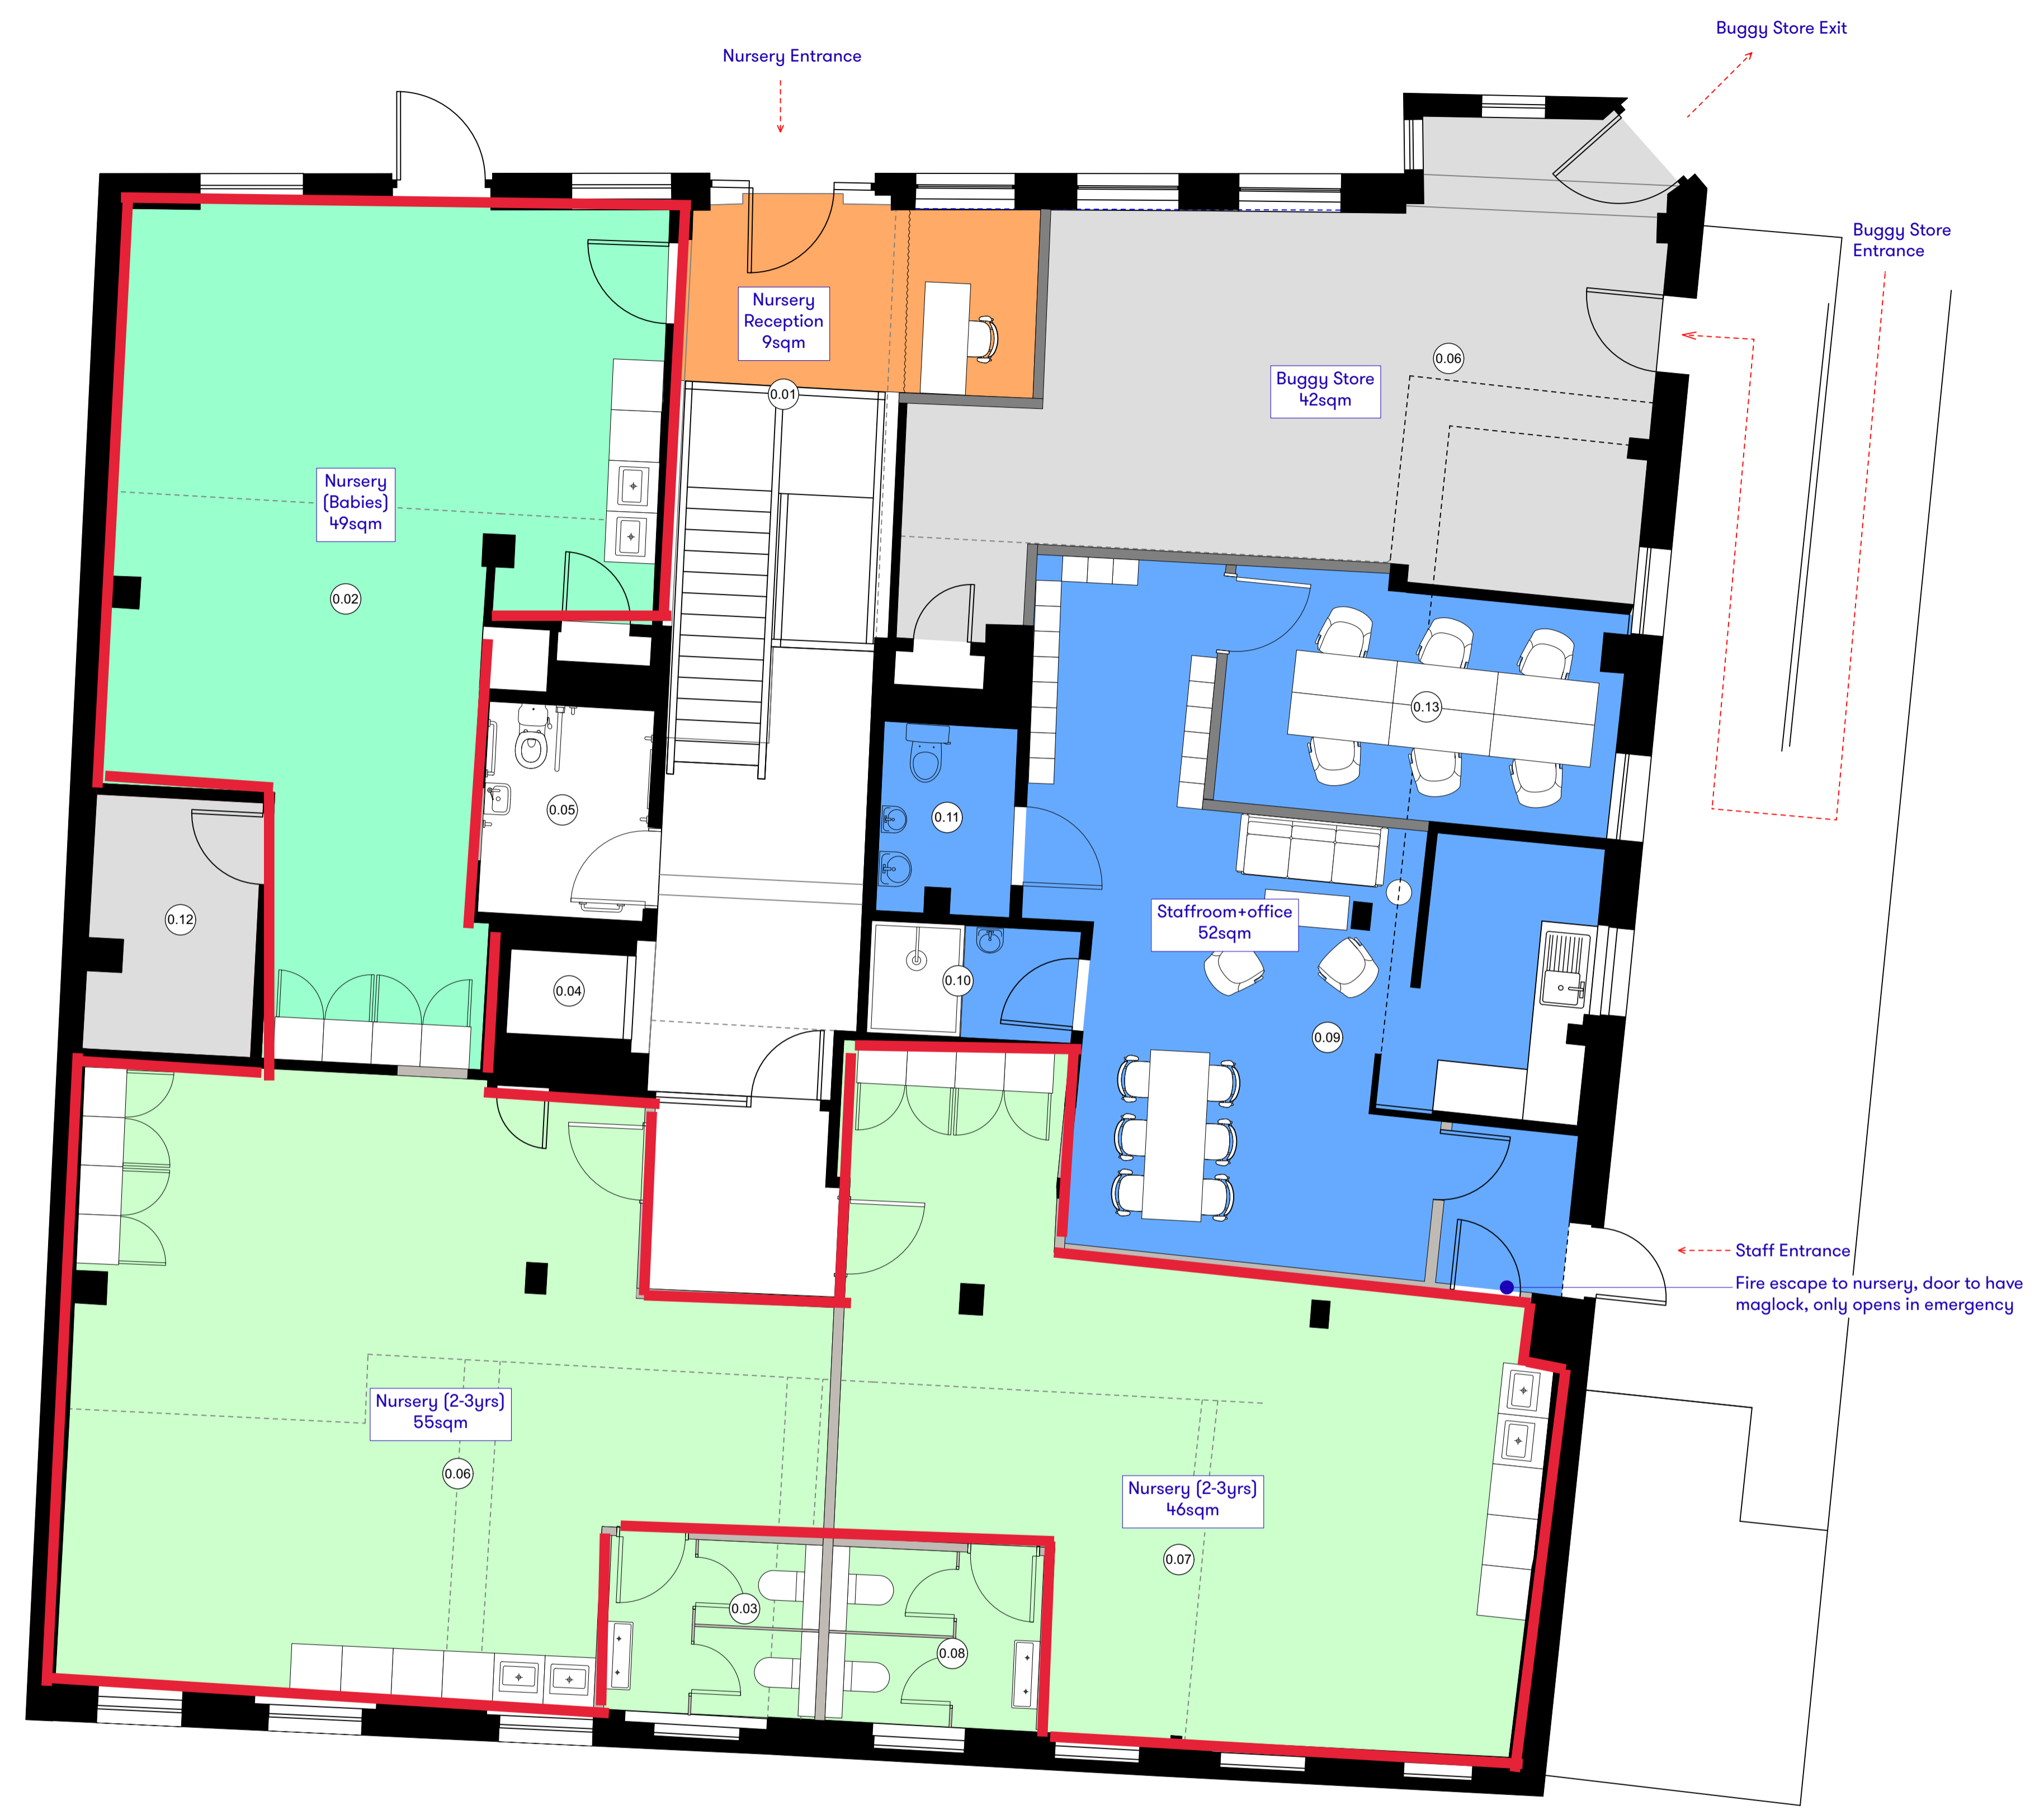 Buggy Store Exit
Nursery Entrance
Buggy Store
Entrance
Nursery
Reception
9sqm
0.01
0.06
Buggy Store
42sqm
Nursery
(Babies)
49sqm
0.02
0.13
0.05
0.11
0.12
Staffroom+office
52sqm
0.04
0.10
0.09
Staff Entrance
Fire escape to nursery, door to have
maglock, only opens in emergency
Nursery (2-3yrs)
55sqm
0.06
Nursery (2-3yrs)
46sqm
0.07
0.03
0.08